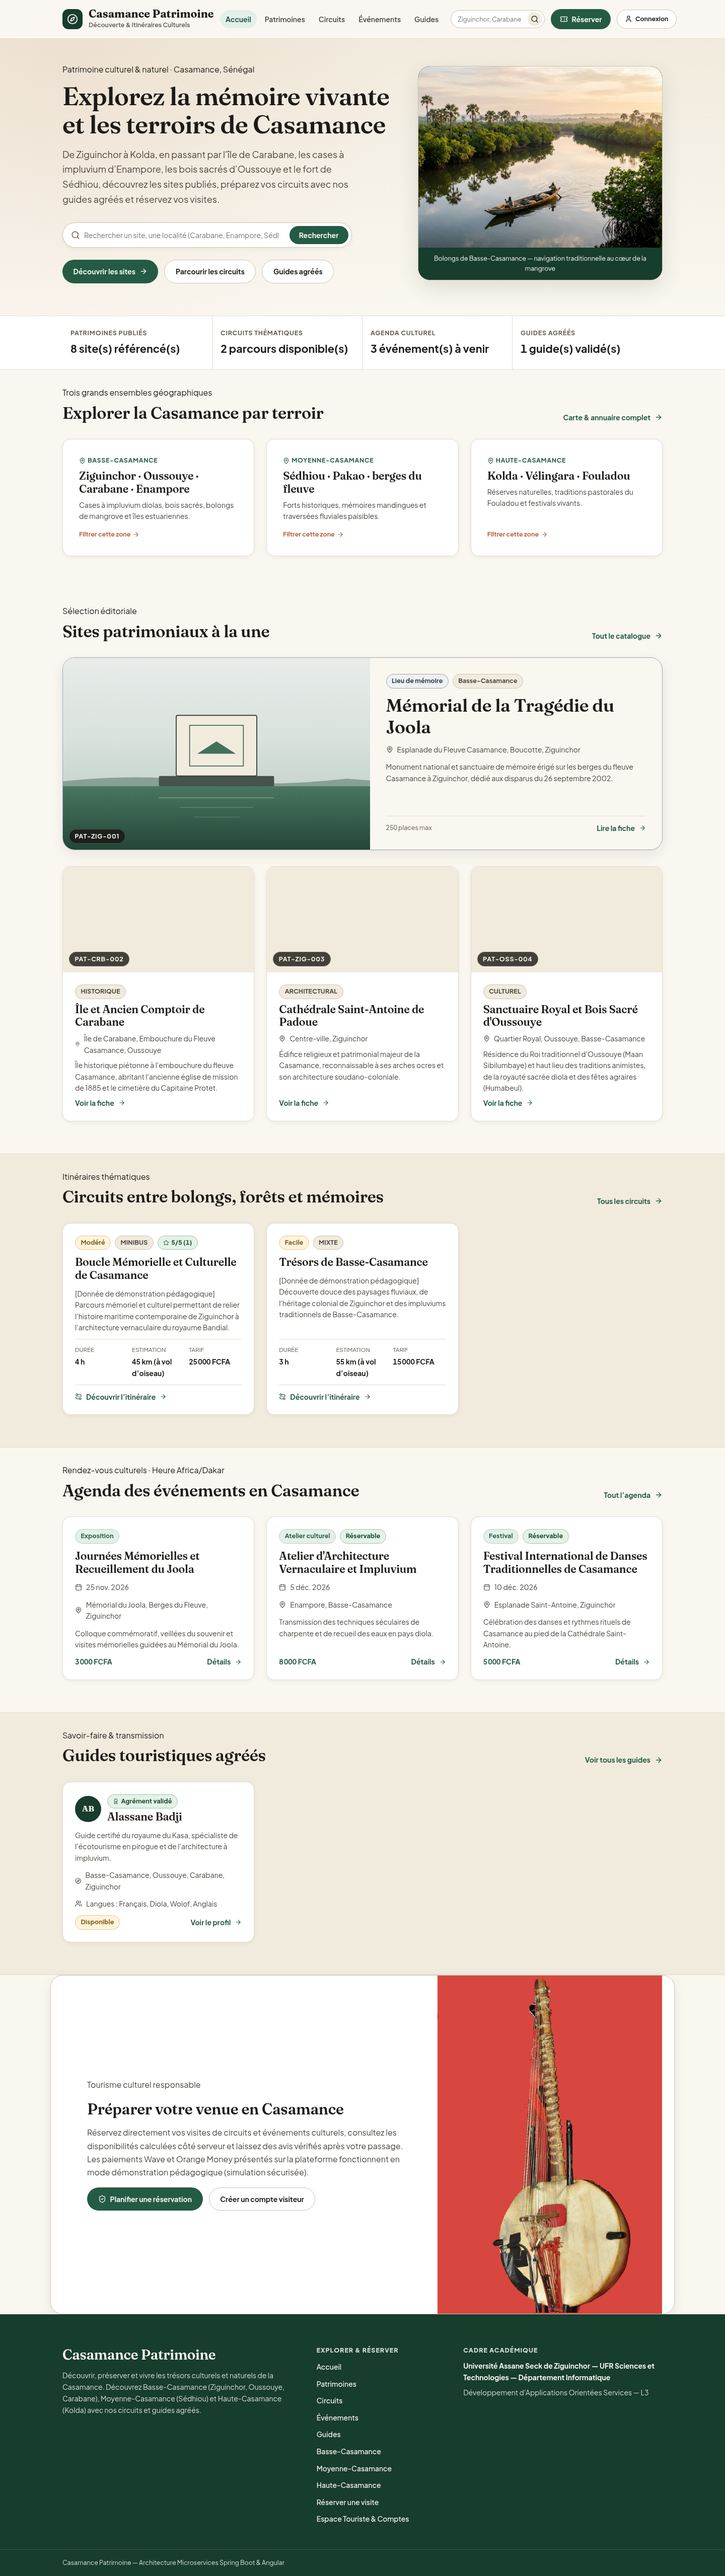 Casamance Patrimoine
Découverte & Itinéraires Culturels
Accueil
Patrimoines
Circuits
Événements
Guides
Ziguinchor, Carabane
Réserver
Connexion
Patrimoine culturel & naturel · Casamance, Sénégal
Explorez la mémoire vivante
et les terroirs de Casamance
De Ziguinchor à Kolda, en passant par l'île de Carabane, les cases à
impluvium d'Enampore, les bois sacrés d'Oussouye et le fort de
Sédhiou, découvrez les sites publiés, préparez vos circuits avec nos
guides agréés et réservez vos visites.
Rechercher un site, une localité (Carabane, Enampore, Sédl
Rechercher
Découvrir les sites
Parcourir les circuits
Guides agréés
Bolongs de Basse-Casamance — navigation traditionnelle au cœur de la
mangrove
PATRIMOINES PUBLIÉS
8 site(s) référencé(s)
CIRCUITS THÉMATIQUES
2 parcours disponible(s)
AGENDA CULTUREL
3 événement(s) à venir
GUIDES AGRÉÉS
1 guide(s) validé(s)
Trois grands ensembles géographiques
Explorer la Casamance par terroir
Carte & annuaire complet
BASSE-CASAMANCE
Ziguinchor · Oussouye ·
Carabane · Enampore
Cases à impluvium diolas, bois sacrés, bolongs
de mangrove et îles estuariennes.
Filtrer cette zone
MOYENNE-CASAMANCE
Sédhiou · Pakao · berges du
fleuve
Forts historiques, mémoires mandingues et
traversées fluviales paisibles.
Filtrer cette zone
HAUTE-CASAMANCE
Kolda · Vélingara · Fouladou
Réserves naturelles, traditions pastorales du
Fouladou et festivals vivants.
Filtrer cette zone
Sélection éditoriale
Sites patrimoniaux à la une
Tout le catalogue
PAT-ZIG-001
Lieu de mémoire
Basse-Casamance
Mémorial de la Tragédie du
Joola
Esplanade du Fleuve Casamance, Boucotte, Ziguinchor
Monument national et sanctuaire de mémoire érigé sur les berges du fleuve
Casamance à Ziguinchor, dédié aux disparus du 26 septembre 2002.
250 places max
Lire la fiche
PAT-CRB-002
HISTORIQUE
Île et Ancien Comptoir de
Carabane
Île de Carabane, Embouchure du Fleuve
Casamance, Oussouye
Île historique piétonne à l'embouchure du fleuve
Casamance, abritant l'ancienne église de mission
de 1885 et le cimetière du Capitaine Protet.
Voir la fiche
PAT-ZIG-003
ARCHITECTURAL
Cathédrale Saint-Antoine de
Padoue
Centre-ville, Ziguinchor
Édifice religieux et patrimonial majeur de la
Casamance, reconnaissable à ses arches ocres et
son architecture soudano-coloniale.
Voir la fiche
PAT-OSS-004
CULTUREL
Sanctuaire Royal et Bois Sacré
d'Oussouye
Quartier Royal, Oussouye, Basse-Casamance
Résidence du Roi traditionnel d'Oussouye (Maan
Sibilumbaye) et haut lieu des traditions animistes,
de la royauté sacrée diola et des fêtes agraires
(Humebeul).
Voir la fiche
Itinéraires thématiques
Circuits entre bolongs, forêts et mémoires
Tous les circuits
Modéré
MINIBUS
5/5 (1)
Boucle Mémorielle et Culturelle
de Casamance
[Donnée de démonstration pédagogique]
Parcours mémoriel et culturel permettant de relier
l'histoire maritime contemporaine de Ziguinchor à
l'architecture vernaculaire du royaume Bandial.
DURÉE
4 h
ESTIMATION
45 km (à vol
d'oiseau)
TARIF
25 000 FCFA
Découvrir l'itinéraire
Facile
MIXTE
Trésors de Basse-Casamance
[Donnée de démonstration pédagogique]
Découverte douce des paysages fluviaux, de
l'héritage colonial de Ziguinchor et des impluviums
traditionnels de Basse-Casamance.
DURÉE
3 h
ESTIMATION
55 km (à vol
d'oiseau)
TARIF
15 000 FCFA
Découvrir l'itinéraire
Rendez-vous culturels · Heure Africa/Dakar
Agenda des événements en Casamance
Tout l'agenda
Exposition
Journées Mémorielles et
Recueillement du Joola
25 nov. 2026
Mémorial du Joola, Berges du Fleuve,
Ziguinchor
Colloque commémoratif, veillées du souvenir et
visites mémorielles guidées au Mémorial du Joola.
3 000 FCFA
Détails
Atelier culturel
Réservable
Atelier d'Architecture
Vernaculaire et Impluvium
5 déc. 2026
Enampore, Basse-Casamance
Transmission des techniques séculaires de
charpente et de recueil des eaux en pays diola.
8 000 FCFA
Détails
Festival
Réservable
Festival International de Danses
Traditionnelles de Casamance
10 déc. 2026
Esplanade Saint-Antoine, Ziguinchor
Célébration des danses et rythmes rituels de
Casamance au pied de la Cathédrale Saint-
Antoine.
5 000 FCFA
Détails
Savoir-faire & transmission
Guides touristiques agréés
Voir tous les guides
AB
Agrément validé
Alassane Badji
Guide certifié du royaume du Kasa, spécialiste de
l'écotourisme en pirogue et de l'architecture à
impluvium.
Basse-Casamance, Oussouye, Carabane,
Ziguinchor
Langues : Français, Diola, Wolof, Anglais
Disponible
Voir le profil
Tourisme culturel responsable
Préparer votre venue en Casamance
Réservez directement vos visites de circuits et événements culturels, consultez les
disponibilités calculées côté serveur et laissez des avis vérifiés après votre passage.
Les paiements Wave et Orange Money présentés sur la plateforme fonctionnent en
mode démonstration pédagogique (simulation sécurisée).
Planifier une réservation
Créer un compte visiteur
Casamance Patrimoine
Découvrir, préserver et vivre les trésors culturels et naturels de la
Casamance. Découvrez Basse-Casamance (Ziguinchor, Oussouye,
Carabane), Moyenne-Casamance (Sédhiou) et Haute-Casamance
(Kolda) avec nos circuits et guides agréés.
EXPLORER & RÉSERVER
Accueil
Patrimoines
Circuits
Événements
Guides
Basse-Casamance
Moyenne-Casamance
Haute-Casamance
Réserver une visite
Espace Touriste & Comptes
CADRE ACADÉMIQUE
Université Assane Seck de Ziguinchor — UFR Sciences et
Technologies — Département Informatique
Développement d'Applications Orientées Services — L3
Casamance Patrimoine — Architecture Microservices Spring Boot & Angular